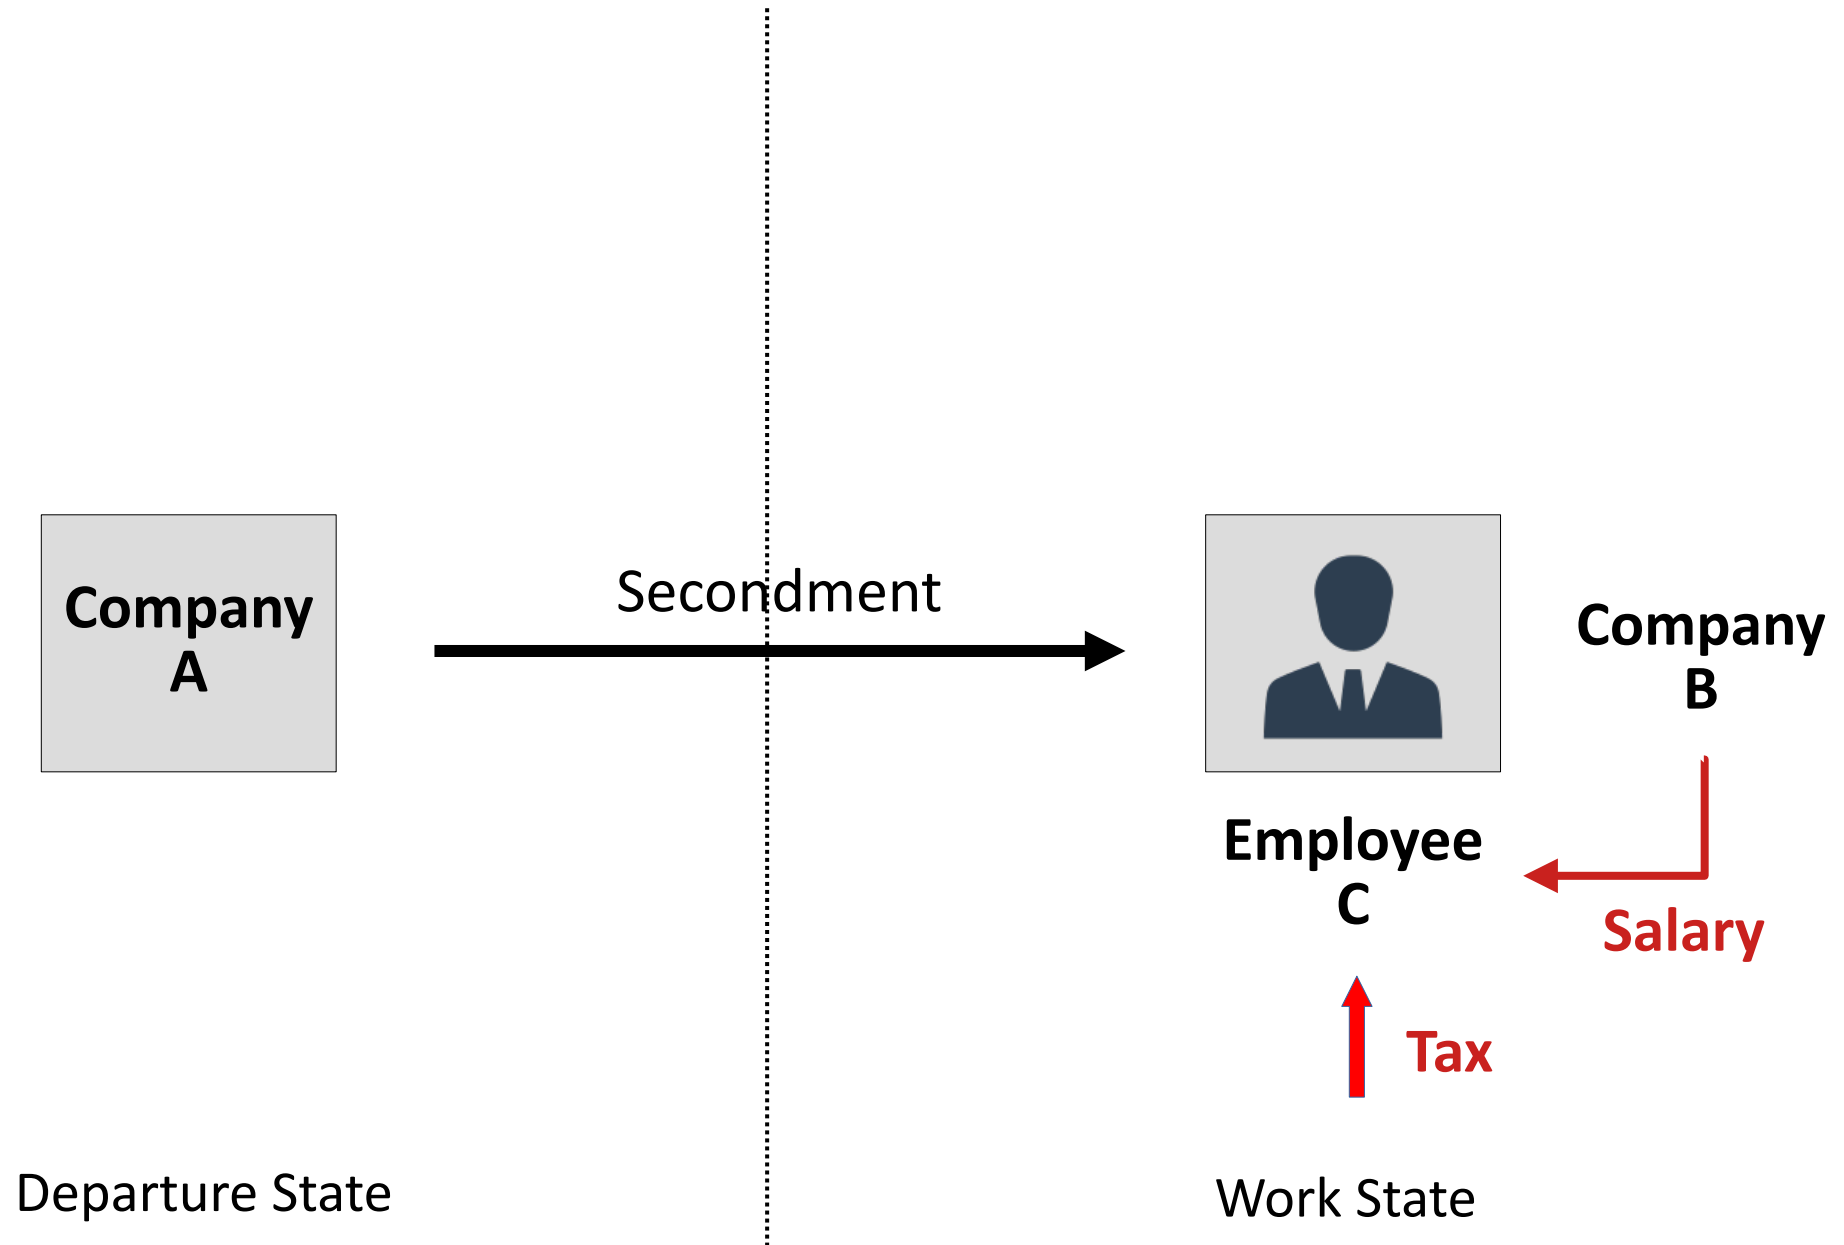 Secondment
Company
A
Company
B
Employee
C
Salary
Tax
Departure State
Work State